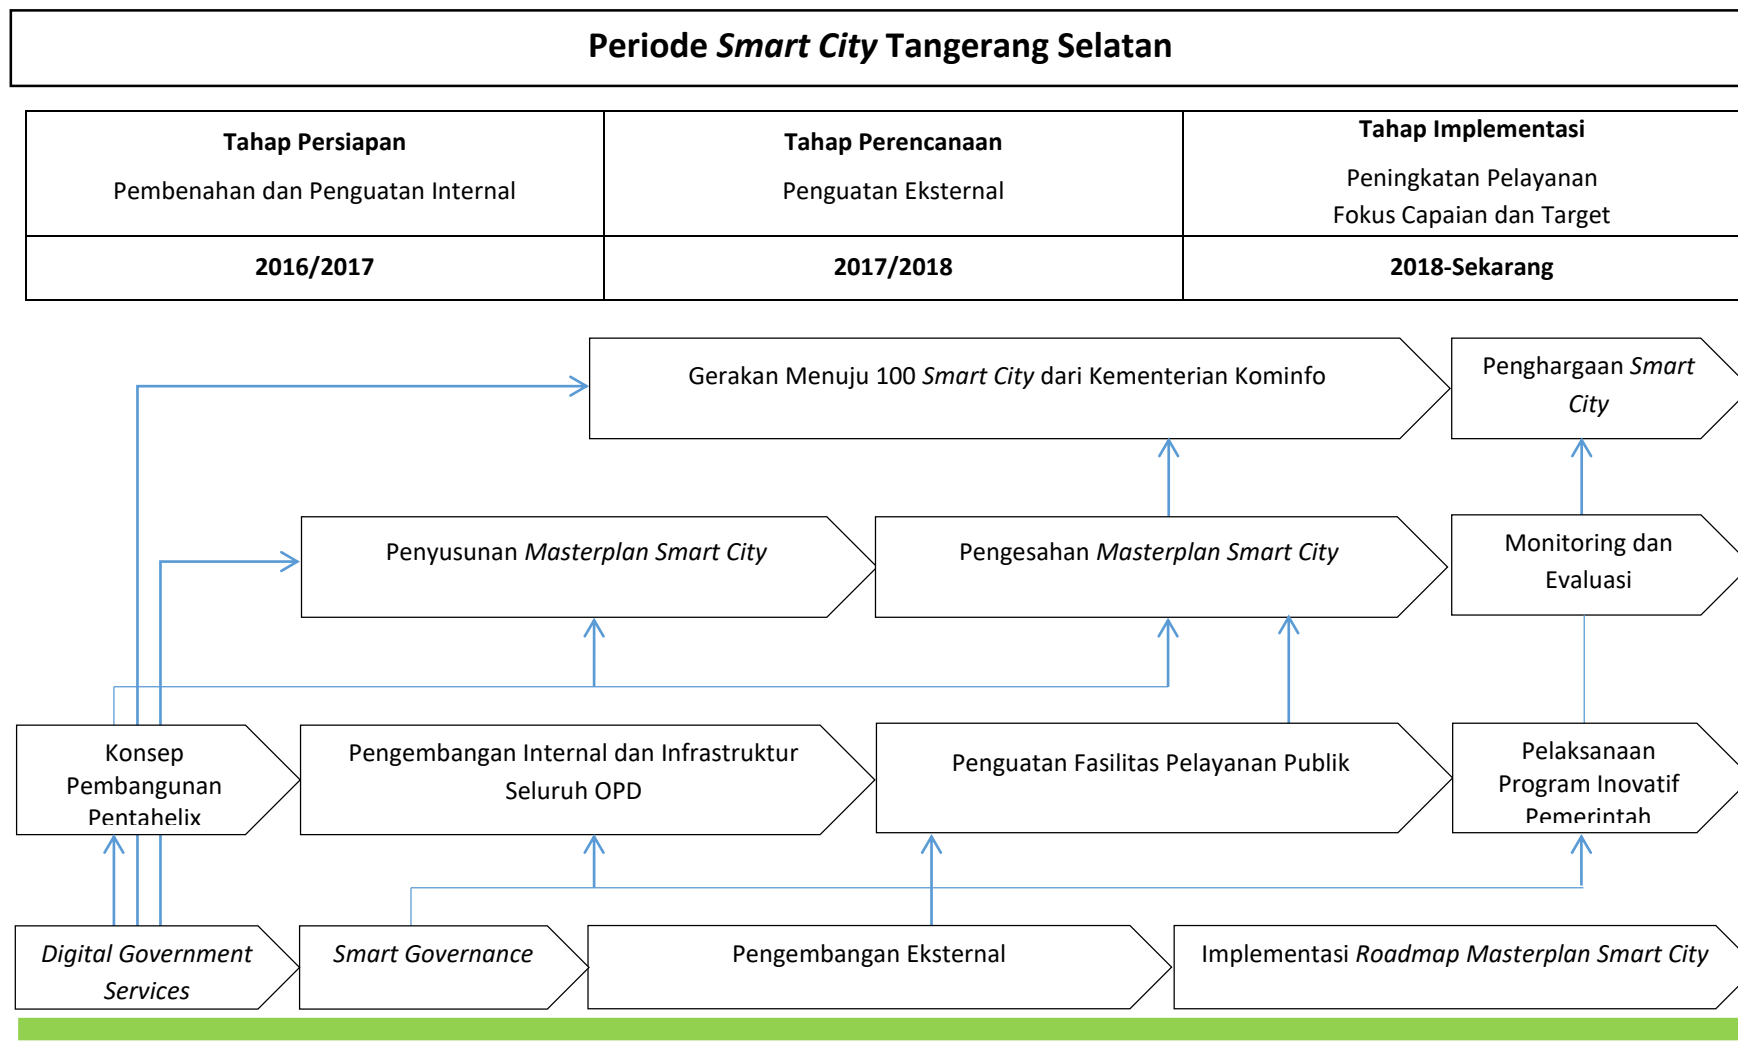 Periode Smart City Tangerang Selatan
Tahap Persiapan
Pembenahan dan Penguatan Internal
Tahap Perencanaan
Penguatan Eksternal
Tahap Implementasi
Peningkatan Pelayanan
Fokus Capaian dan Target
2016/2017
2017/2018
2018-Sekarang
Gerakan Menuju 100 Smart City dari Kementerian Kominfo
Penghargaan Smart
City
Penyusunan Masterplan Smart City
Pengesahan Masterplan Smart City
Monitoring dan
Evaluasi
Konsep
Pembangunan
Pentahelix
Pengembangan Internal dan Infrastruktur
Seluruh OPD
Penguatan Fasilitas Pelayanan Publik
Pelaksanaan
Program Inovatif
Pemerintah
Digital Government
Services
Smart Governance
Pengembangan Eksternal
Implementasi Roadmap Masterplan Smart City